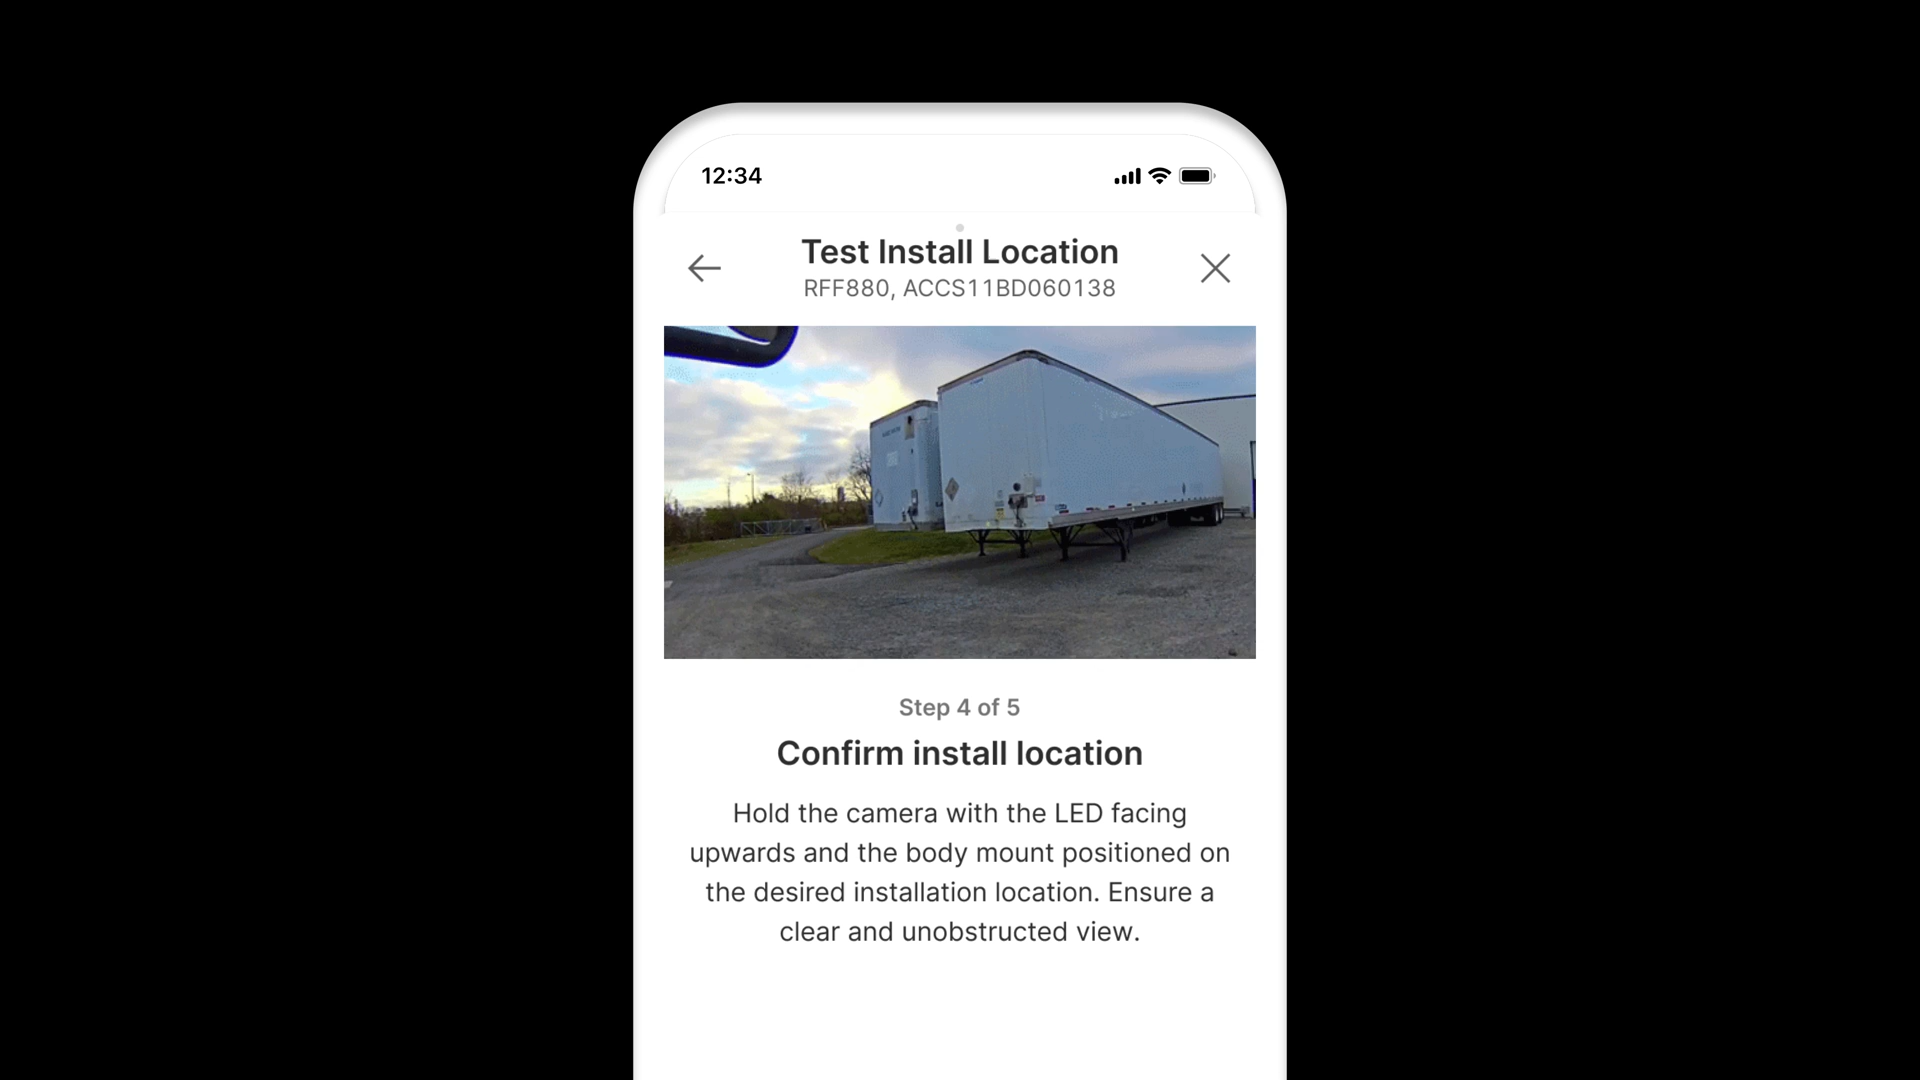 12:34
Test Install Location
RFF880, ACCS11BD060138
Step 4 of 5
Confirm install location
Hold the camera with the LED facing
upwards and the body mount positioned on
the desired installation location. Ensure a
clear and unobstructed view.